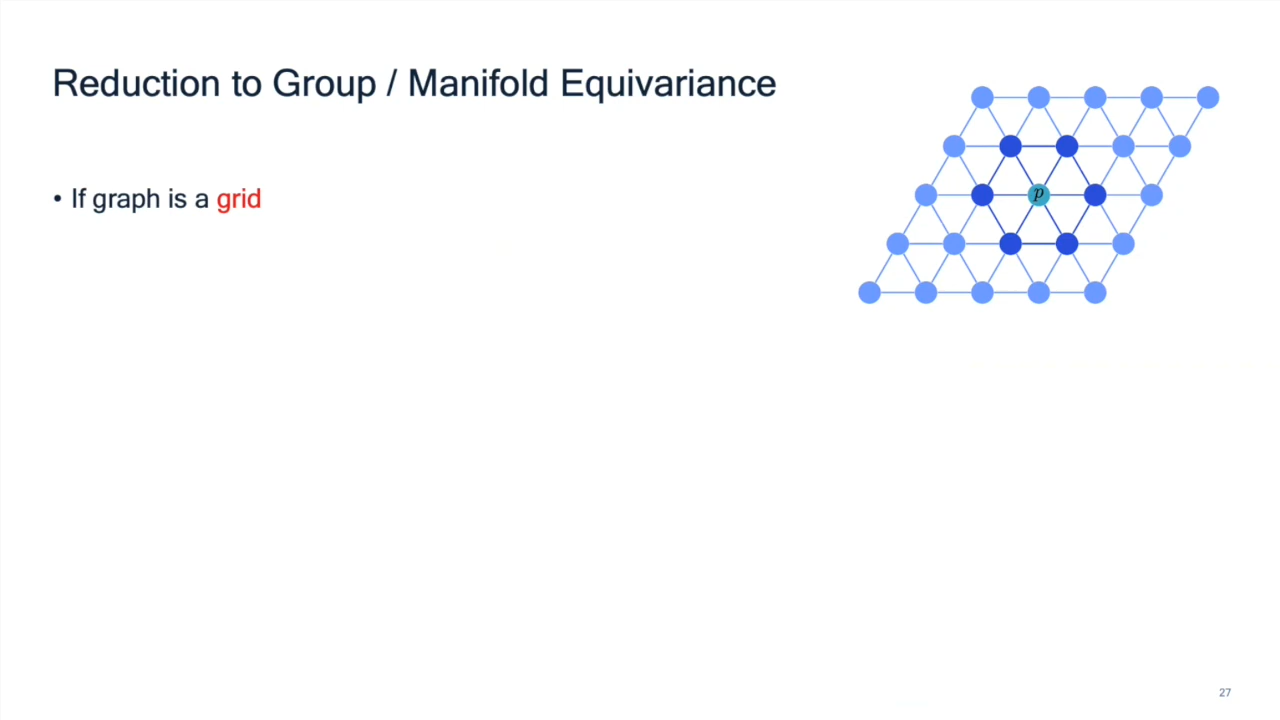 Reduction to Group / Manifold Equivariance
• If graph is a grid
p
27